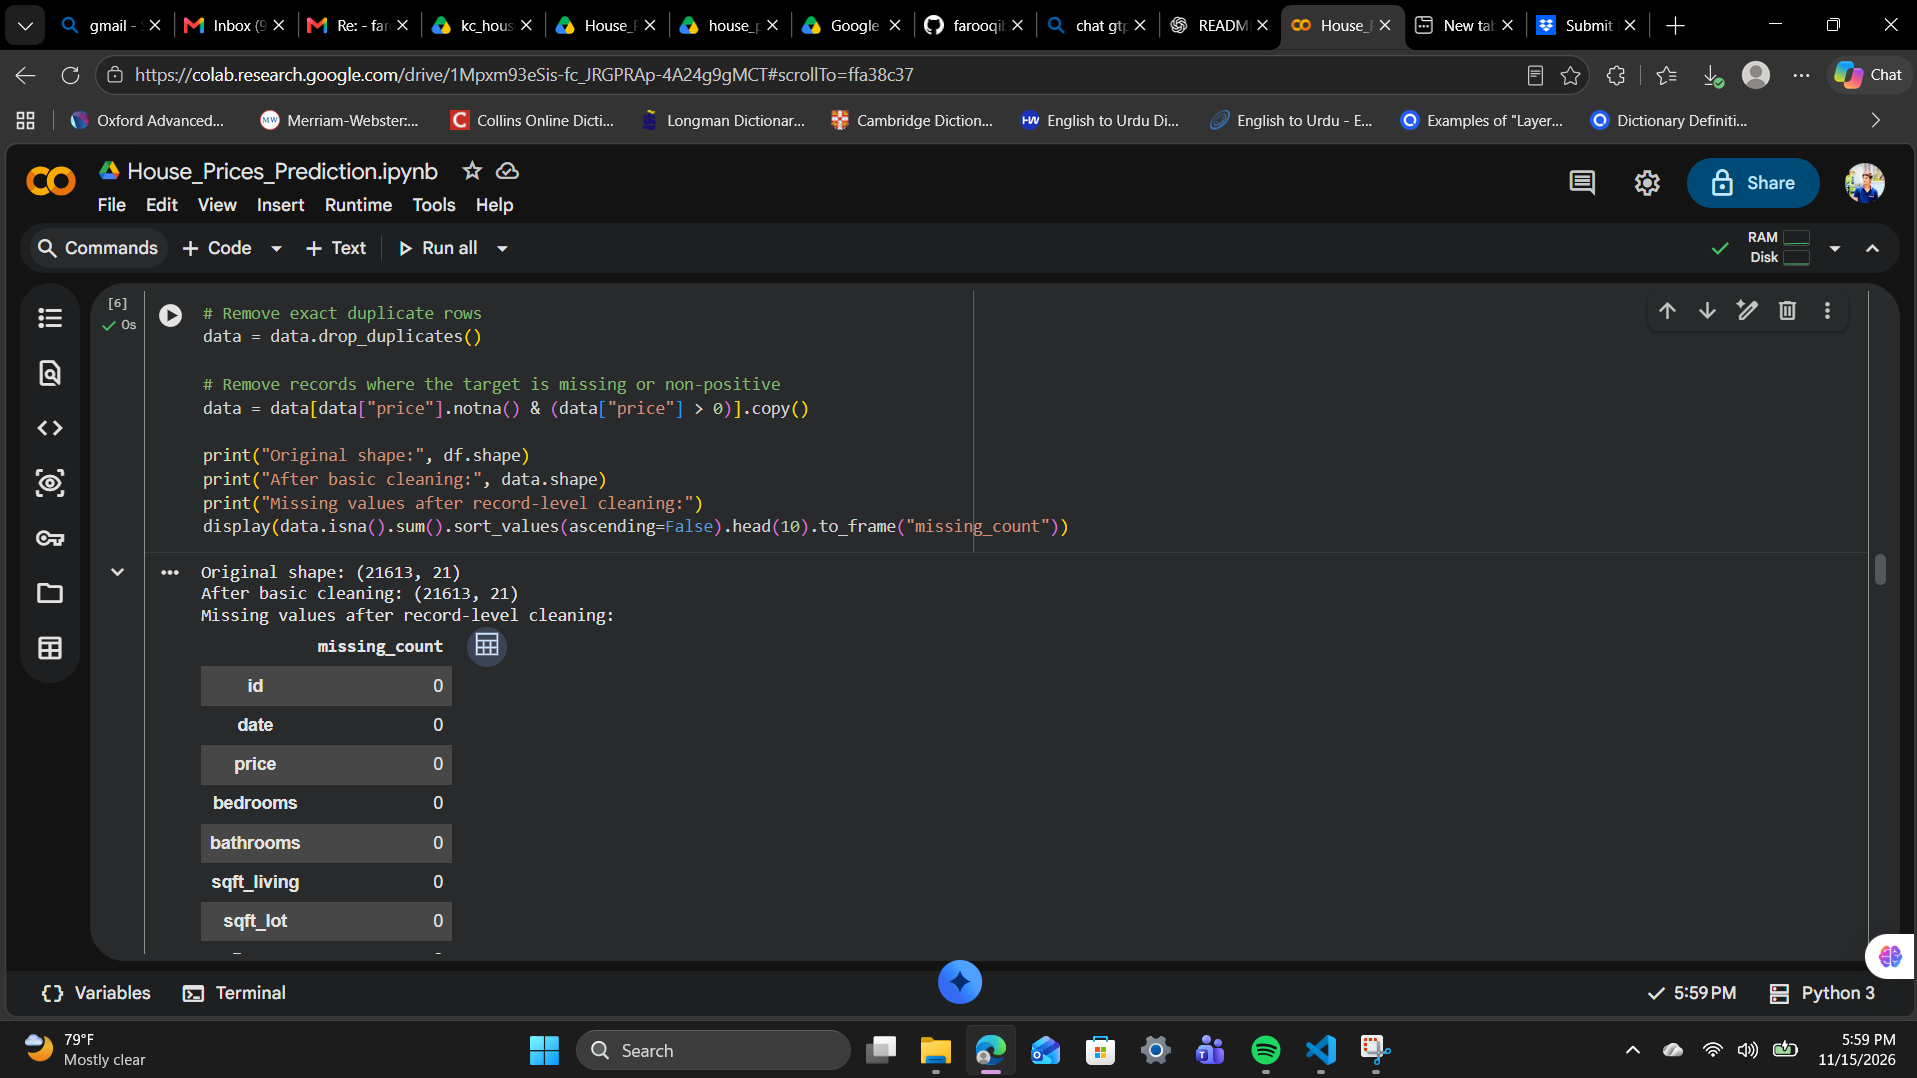 gmail - S
Inbox (9
Re: - far
kc_hous
House_P
house_p
Google
farooqib
chat gtp
READM
House_P
New tab
Submit
https://colab.research.google.com/drive/1Mpxm93eSis-fc_JRGPRAp-4A24g9gMCT#scrollTo=ffa38c37
Chat
Oxford Advanced...
MW Merriam-Webster:...
C Collins Online Dicti...
Longman Dictionar...
Cambridge Diction...
HW English to Urdu Di...
English to Urdu - E...
Examples of "Layer...
Dictionary Definiti...
House_Prices_Prediction.ipynb
File Edit View Insert Runtime Tools Help
Share
Commands + Code + Text Run all
RAM
Disk
[6]
0s
# Remove exact duplicate rows
data = data.drop_duplicates()
# Remove records where the target is missing or non-positive
data = data[data["price"].notna() & (data["price"] > 0)].copy()
print("Original shape:", df.shape)
print("After basic cleaning:", data.shape)
print("Missing values after record-level cleaning:")
display(data.isna().sum().sort_values(ascending=False).head(10).to_frame("missing_count"))
Original shape: (21613, 21)
After basic cleaning: (21613, 21)
Missing values after record-level cleaning:
missing_count
id 0
date 0
price 0
bedrooms 0
bathrooms 0
sqft_living 0
sqft_lot 0
Variables Terminal
5:59 PM Python 3
79°F
Mostly clear
Search
5:59 PM
11/15/2026